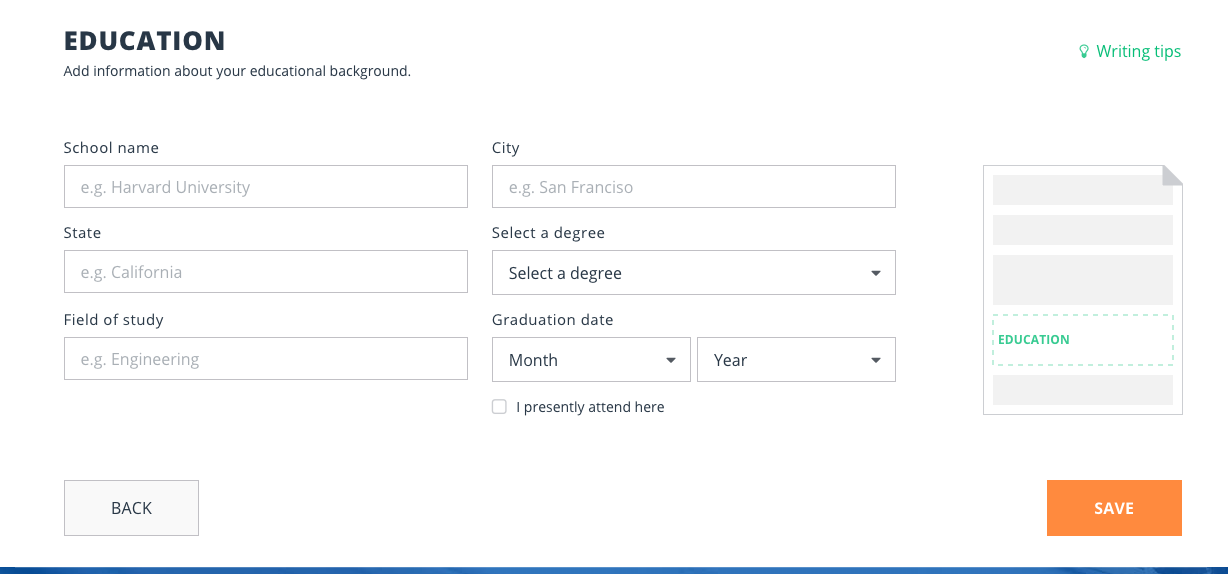 EDUCATION
Writing tips
Add information about your educational background.
School name
City
e.g. Harvard University
e.g. San Franciso
State
Select a degree
e.g. California
Select a degree
Field of study
Graduation date
e.g. Engineering
Month
Year
I presently attend here
EDUCATION
BACK
SAVE